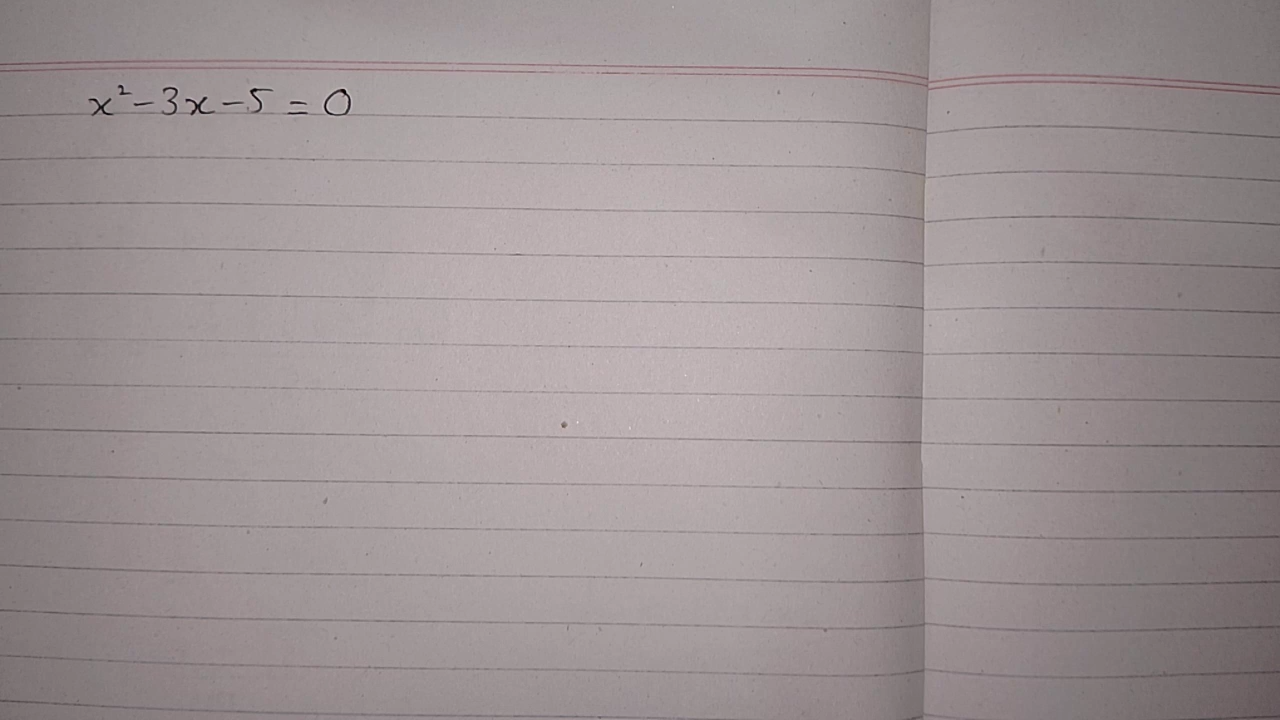 x² - 3x - 5 = 0